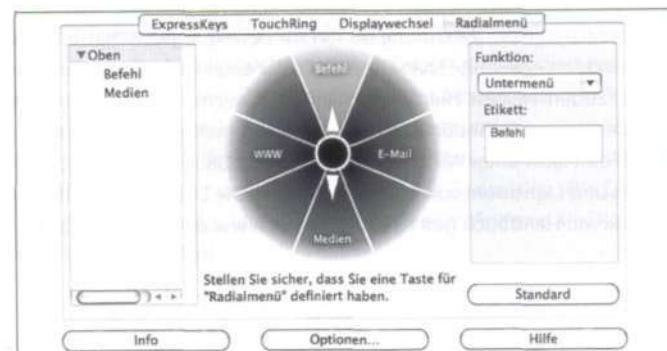 ExpressKeys TouchRing Displaywechsel Radialmenü
Oben
Befehl
Medien
Befehl
WWW
E-Mail
Medien
Stellen Sie sicher, dass Sie eine Taste für
"Radialmenü" definiert haben.
Funktion:
Untermenü
Etikett:
Befehl
Standard
Info
Optionen...
Hilfe